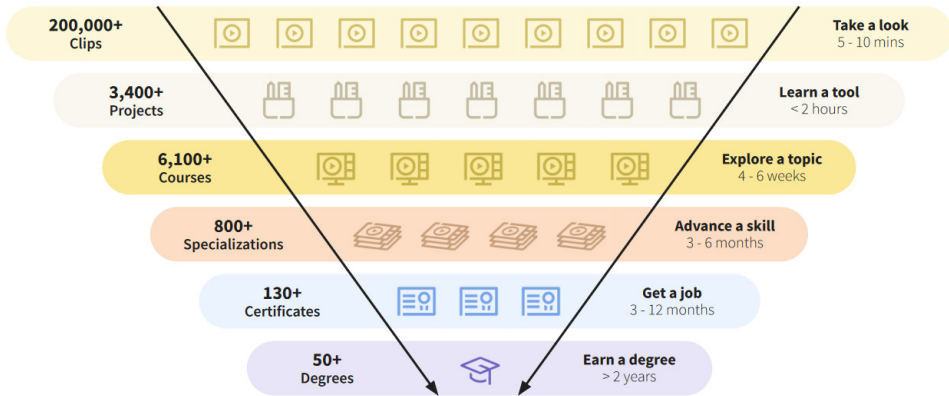 200,000+
Clips
Take a look
5 - 10 mins
3,400+
Projects
Learn a tool
< 2 hours
6,100+
Courses
Explore a topic
4 - 6 weeks
800+
Specializations
Advance a skill
3 - 6 months
130+
Certificates
Get a job
3 - 12 months
50+
Degrees
Earn a degree
> 2 years